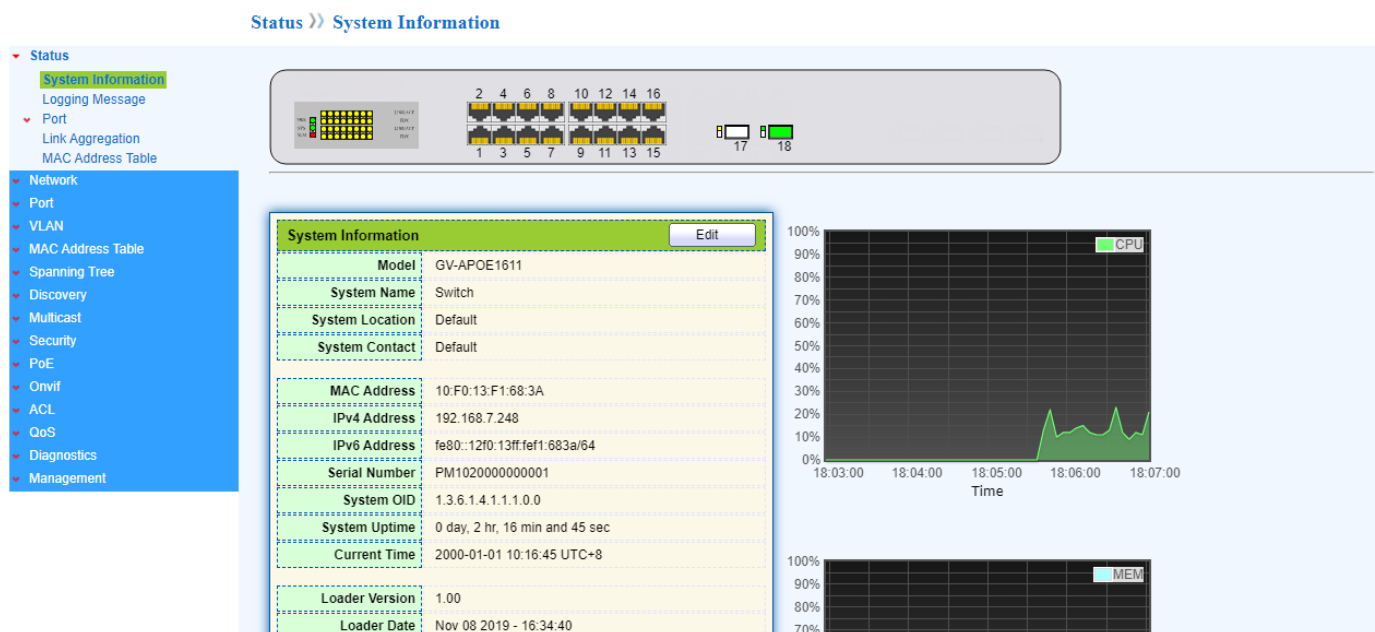 Status » System Information
Status
System Information
Logging Message
Port
Link Aggregation
MAC Address Table
Network
Port
VLAN
MAC Address Table
Spanning Tree
Discovery
Multicast
Security
PoE
Onvif
ACL
QoS
Diagnostics
Management
2 4 6 8 10 12 14 16
1 3 5 7 9 11 13 15
17 18
System Information Edit
Model GV-APOE1611
System Name Switch
System Location Default
System Contact Default
MAC Address 10:F0:13:F1:68:3A
IPv4 Address 192.168.7.248
IPv6 Address fe80::12f0:13ff:fef1:683a/64
Serial Number PM1020000000001
System OID 1.3.6.1.4.1.1.1.0.0
System Uptime 0 day, 2 hr, 16 min and 45 sec
Current Time 2000-01-01 10:16:45 UTC+8
Loader Version 1.00
Loader Date Nov 08 2019 - 16:34:40
CPU
100%
90%
80%
70%
60%
50%
40%
30%
20%
10%
0%
18:03:00 18:04:00 18:05:00 18:06:00 18:07:00
Time
MEM
100%
90%
80%
70%